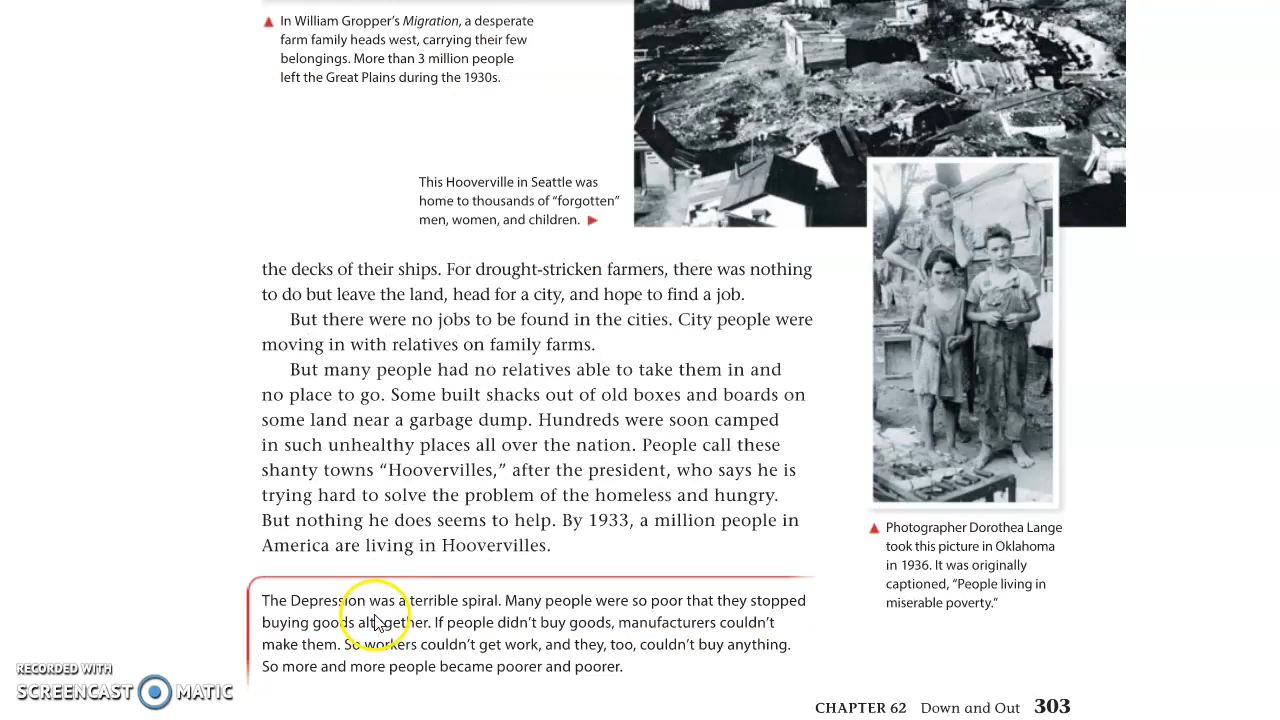 In William Gropper's Migration, a desperate
farm family heads west, carrying their few
belongings. More than 3 million people
left the Great Plains during the 1930s.
This Hooverville in Seattle was
home to thousands of “forgotten”
men, women, and children.
the decks of their ships. For drought-stricken farmers, there was nothing
to do but leave the land, head for a city, and hope to find a job.
But there were no jobs to be found in the cities. City people were
moving in with relatives on family farms.
But many people had no relatives able to take them in and
no place to go. Some built shacks out of old boxes and boards on
some land near a garbage dump. Hundreds were soon camped
in such unhealthy places all over the nation. People call these
shanty towns “Hoovervilles,” after the president, who says he is
trying hard to solve the problem of the homeless and hungry.
But nothing he does seems to help. By 1933, a million people in
America are living in Hoovervilles.
Photographer Dorothea Lange
took this picture in Oklahoma
in 1936. It was originally
captioned, “People living in
miserable poverty.”
The Depression was a terrible spiral. Many people were so poor that they stopped
buying goods altogether. If people didn't buy goods, manufacturers couldn't
make them. So workers couldn't get work, and they, too, couldn't buy anything.
So more and more people became poorer and poorer.
RECORDED WITH
SCREENCAST MATIC
CHAPTER 62 Down and Out 303